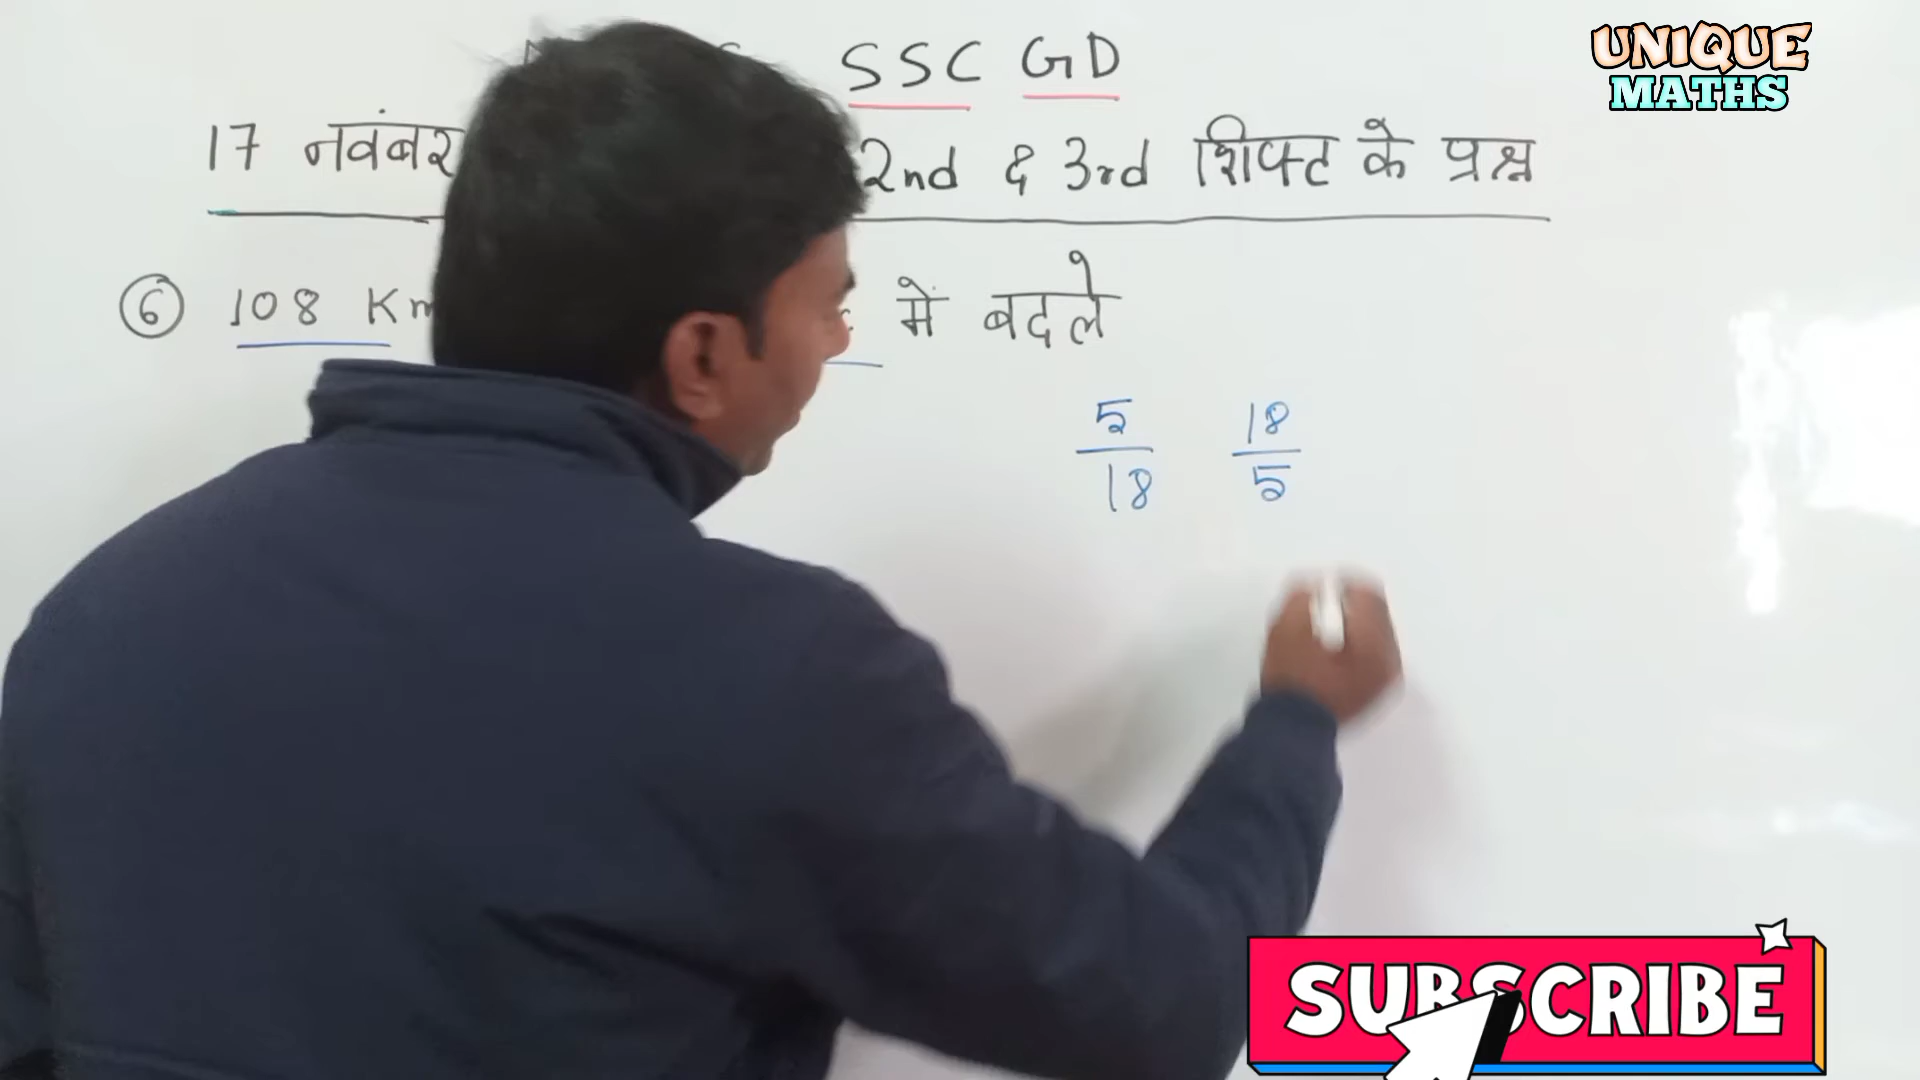 SSC GD
UNIQUE
MATHS
17 नवंबर 2nd & 3rd शिफ्ट के प्रश्न
6 108 Km में बदले
5/18 18/5
SUBSCRIBE